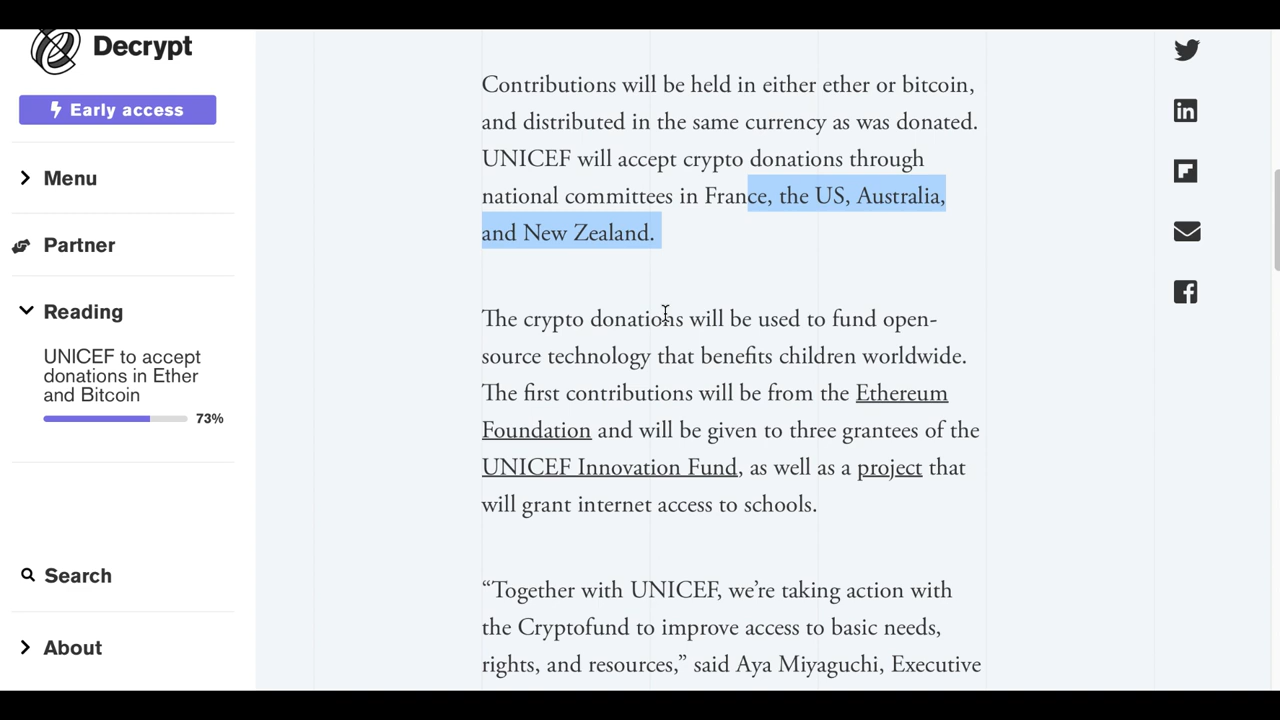 Decrypt
Early access
Menu
Partner
Reading
UNICEF to accept
donations in Ether
and Bitcoin
73%
Search
About
Contributions will be held in either ether or bitcoin,
and distributed in the same currency as was donated.
UNICEF will accept crypto donations through
national committees in France, the US, Australia,
and New Zealand.
The crypto donations will be used to fund open-
source technology that benefits children worldwide.
The first contributions will be from the Ethereum
Foundation and will be given to three grantees of the
UNICEF Innovation Fund, as well as a project that
will grant internet access to schools.
“Together with UNICEF, we’re taking action with
the Cryptofund to improve access to basic needs,
rights, and resources,” said Aya Miyaguchi, Executive